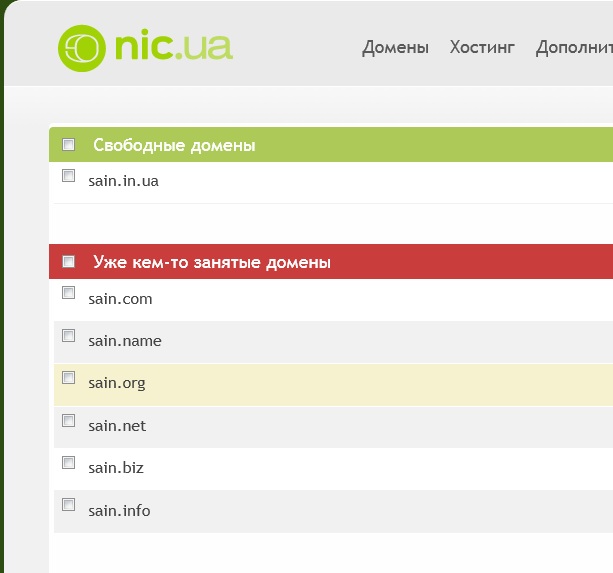 nic.ua
Домены Хостинг Дополнит
Свободные домены
sain.in.ua
Уже кем-то занятые домены
sain.com
sain.name
sain.org
sain.net
sain.biz
sain.info